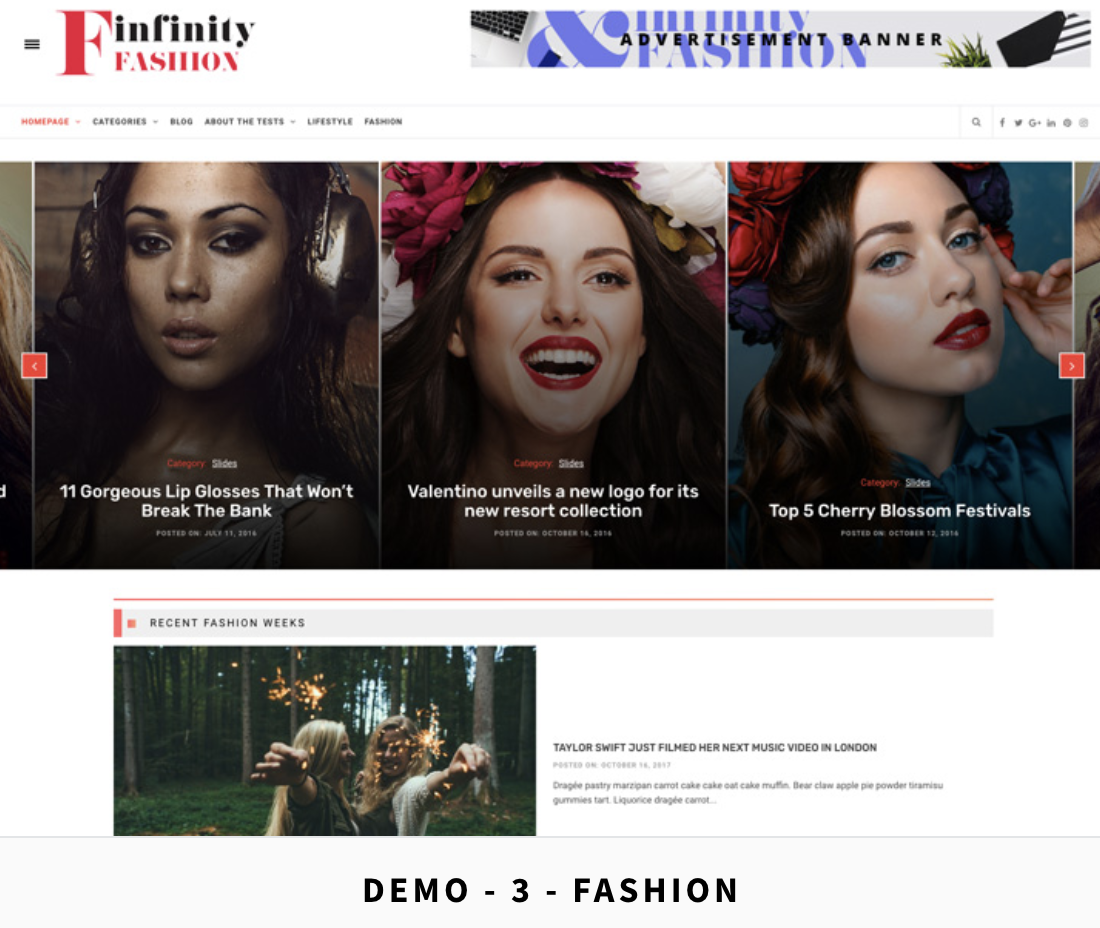 infinity
FASHION
& infinity
FASHION
ADVERTISEMENT BANNER
HOMEPAGE CATEGORIES BLOG ABOUT THE TESTS LIFESTYLE FASHION
d
Category: Slides
11 Gorgeous Lip Glosses That Won't
Break The Bank
POSTED ON: JULY 11, 2016
Category: Slides
Valentino unveils a new logo for its
new resort collection
POSTED ON: OCTOBER 16, 2016
Category: Slides
Top 5 Cherry Blossom Festivals
POSTED ON: OCTOBER 12, 2016
RECENT FASHION WEEKS
TAYLOR SWIFT JUST FILMED HER NEXT MUSIC VIDEO IN LONDON
POSTED ON: OCTOBER 16, 2017
Dragée pastry marzipan carrot cake cake oat cake muffin. Bear claw apple pie powder tiramisu
gummies tart. Liquorice dragée carrot...
DEMO - 3 - FASHION